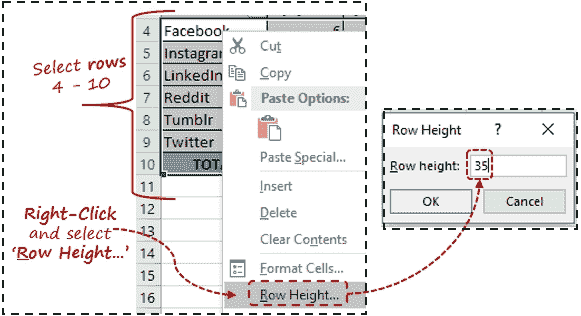 Select rows
4 - 10
4 Facebook 6
5 Instagran
6 LinkedIn
7 Reddit
8 Tumblr
9 Twitter
10 TOTA
11
12
13
14
15
16
Right-Click
and select
'Row Height...'
Cut
Copy
Paste Options:
Paste Special...
Insert
Delete
Clear Contents
Format Cells...
Row Height...
Row Height ? ×
Row height: 35
OK Cancel